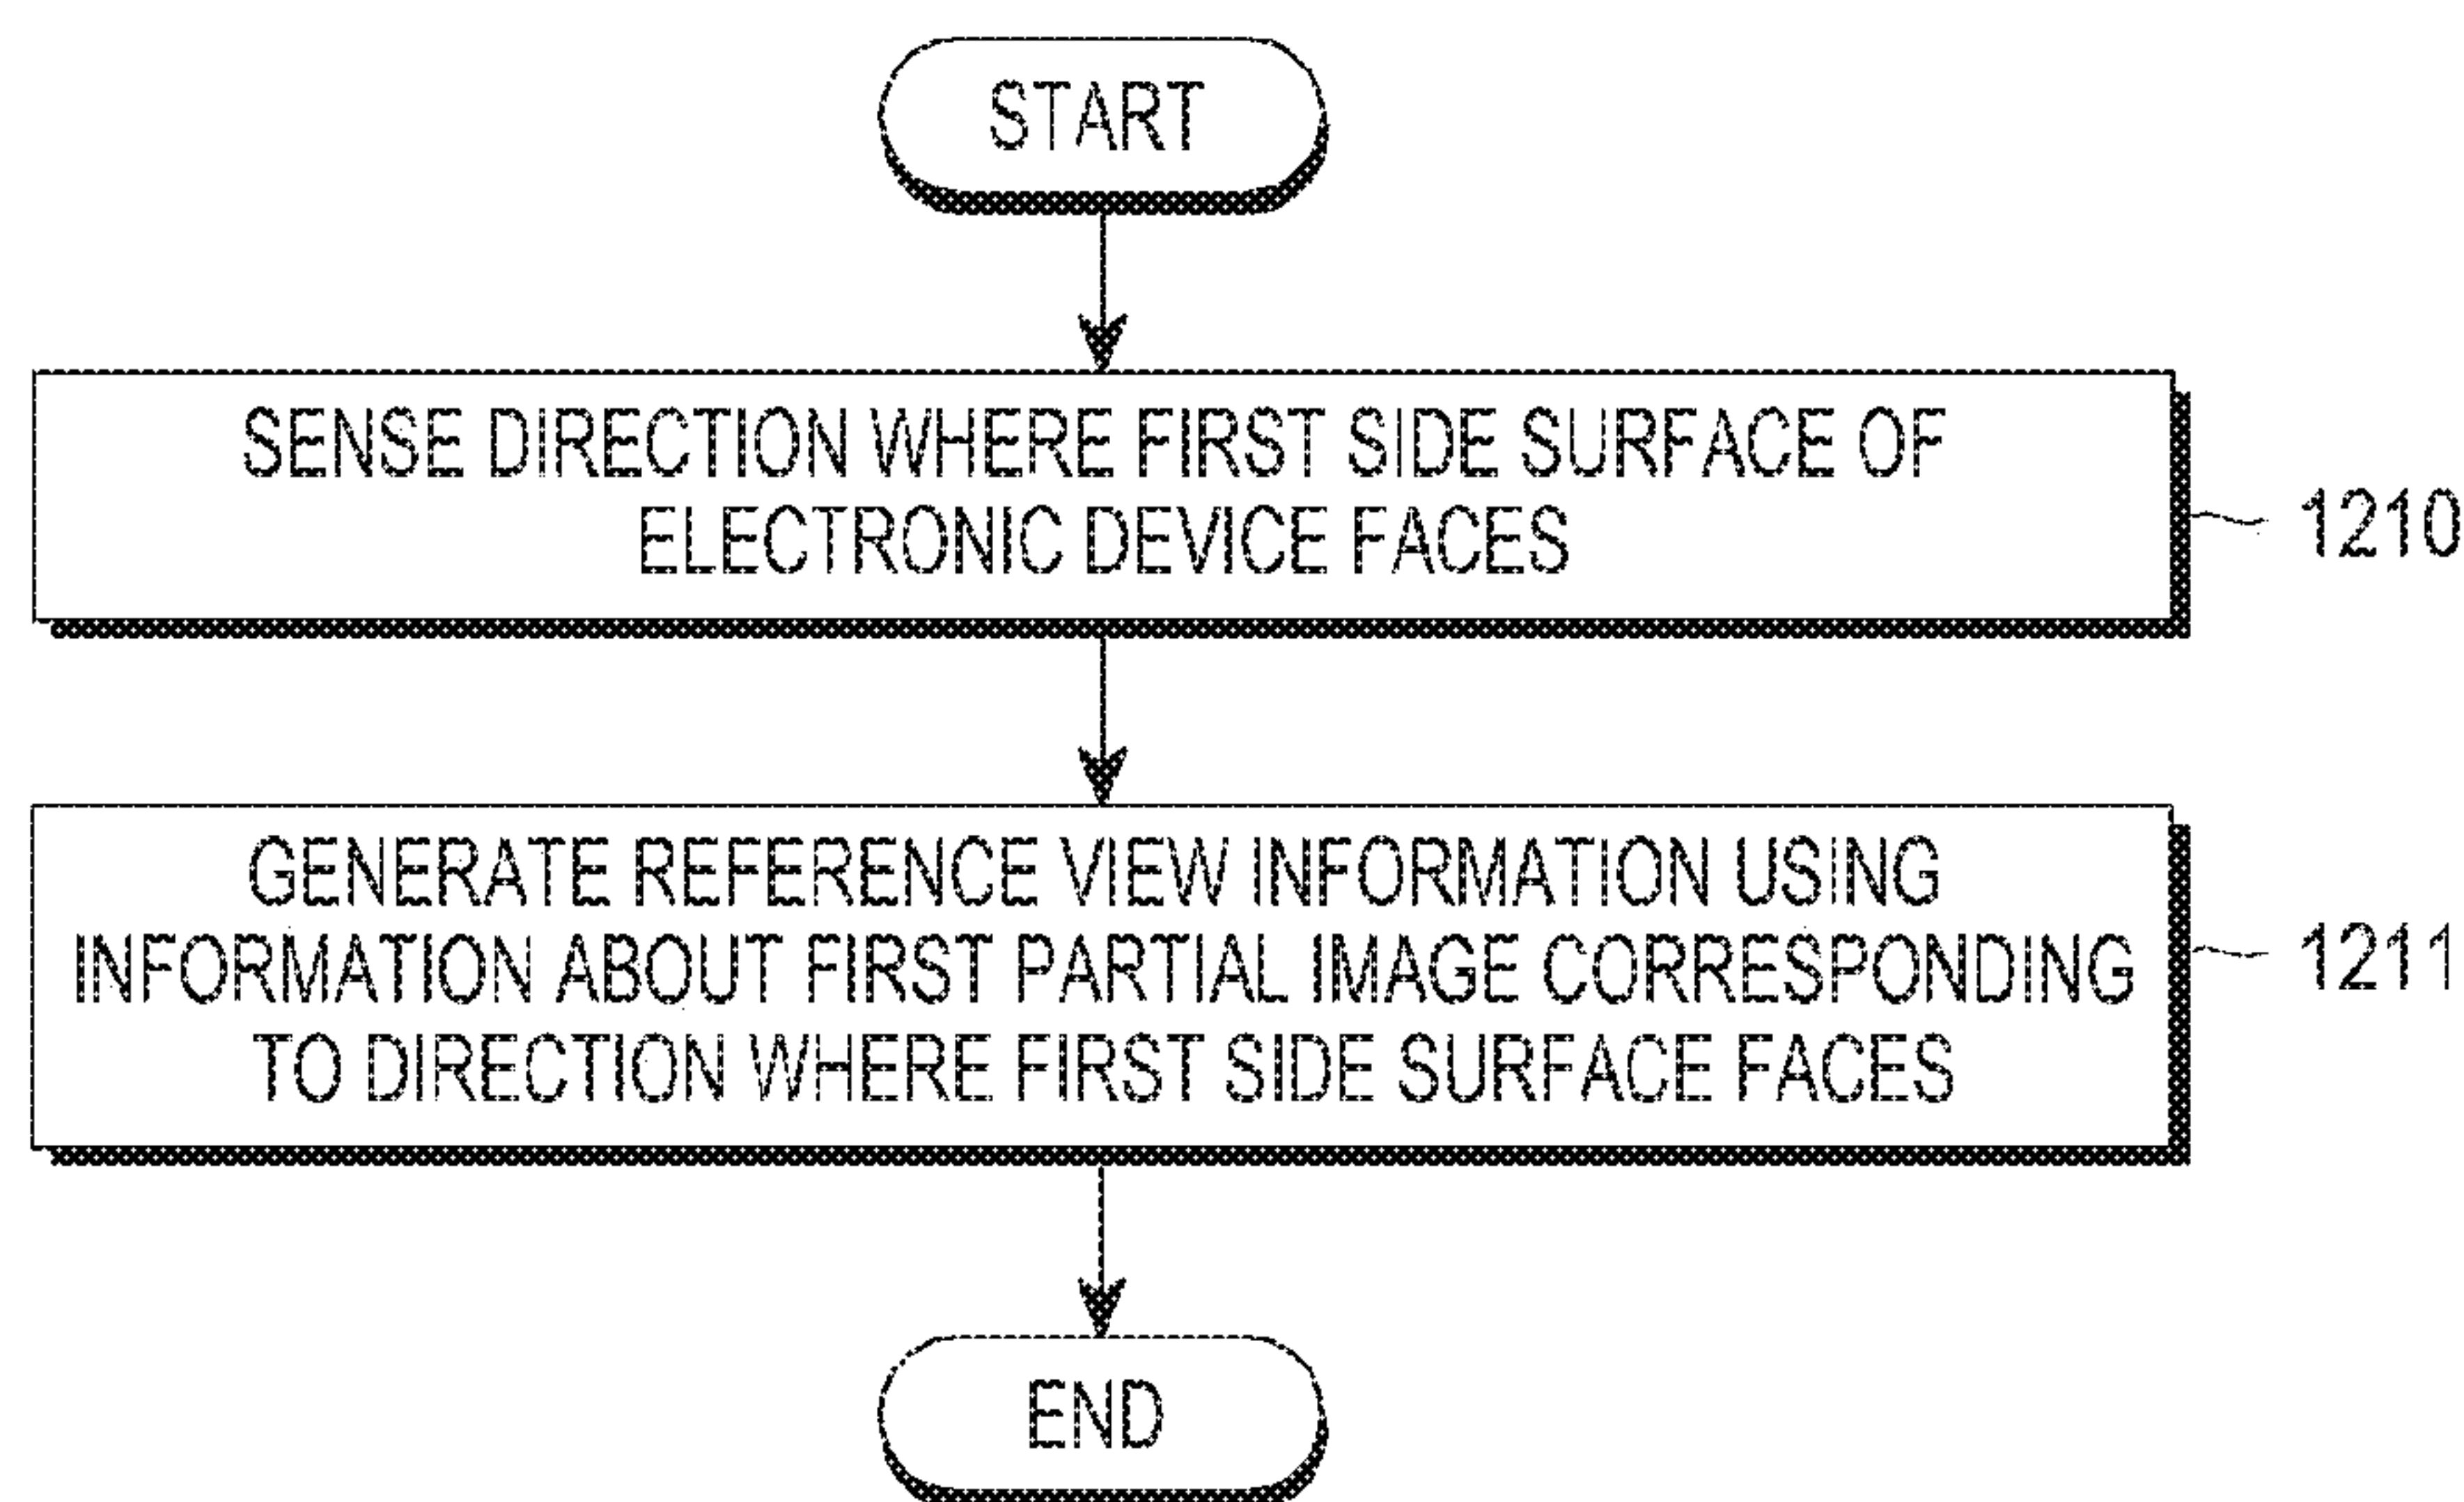 START
SENSE DIRECTION WHERE FIRST SIDE SURFACE OF
ELECTRONIC DEVICE FACES
1210
GENERATE REFERENCE VIEW INFORMATION USING
INFORMATION ABOUT FIRST PARTIAL IMAGE CORRESPONDING
TO DIRECTION WHERE FIRST SIDE SURFACE FACES
1211
END